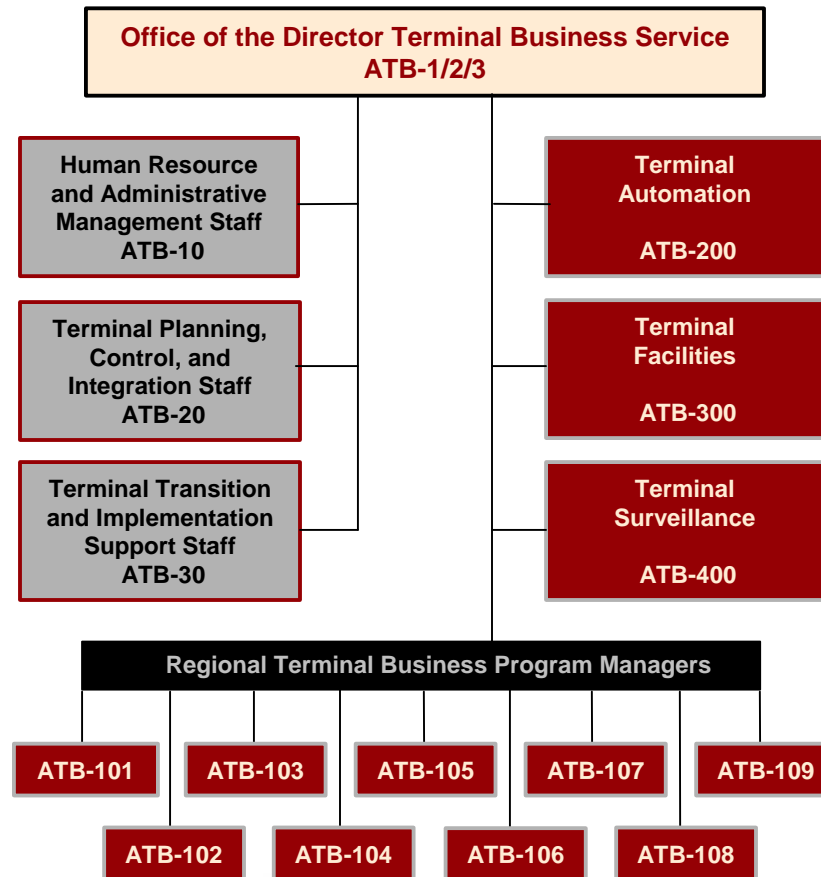 Office of the Director Terminal Business Service
ATB-1/2/3
Human Resource
and Administrative
Management Staff
ATB-10
Terminal
Automation
ATB-200
Terminal Planning,
Control, and
Integration Staff
ATB-20
Terminal
Facilities
ATB-300
Terminal Transition
and Implementation
Support Staff
ATB-30
Terminal
Surveillance
ATB-400
Regional Terminal Business Program Managers
ATB-101
ATB-103
ATB-105
ATB-107
ATB-109
ATB-102
ATB-104
ATB-106
ATB-108